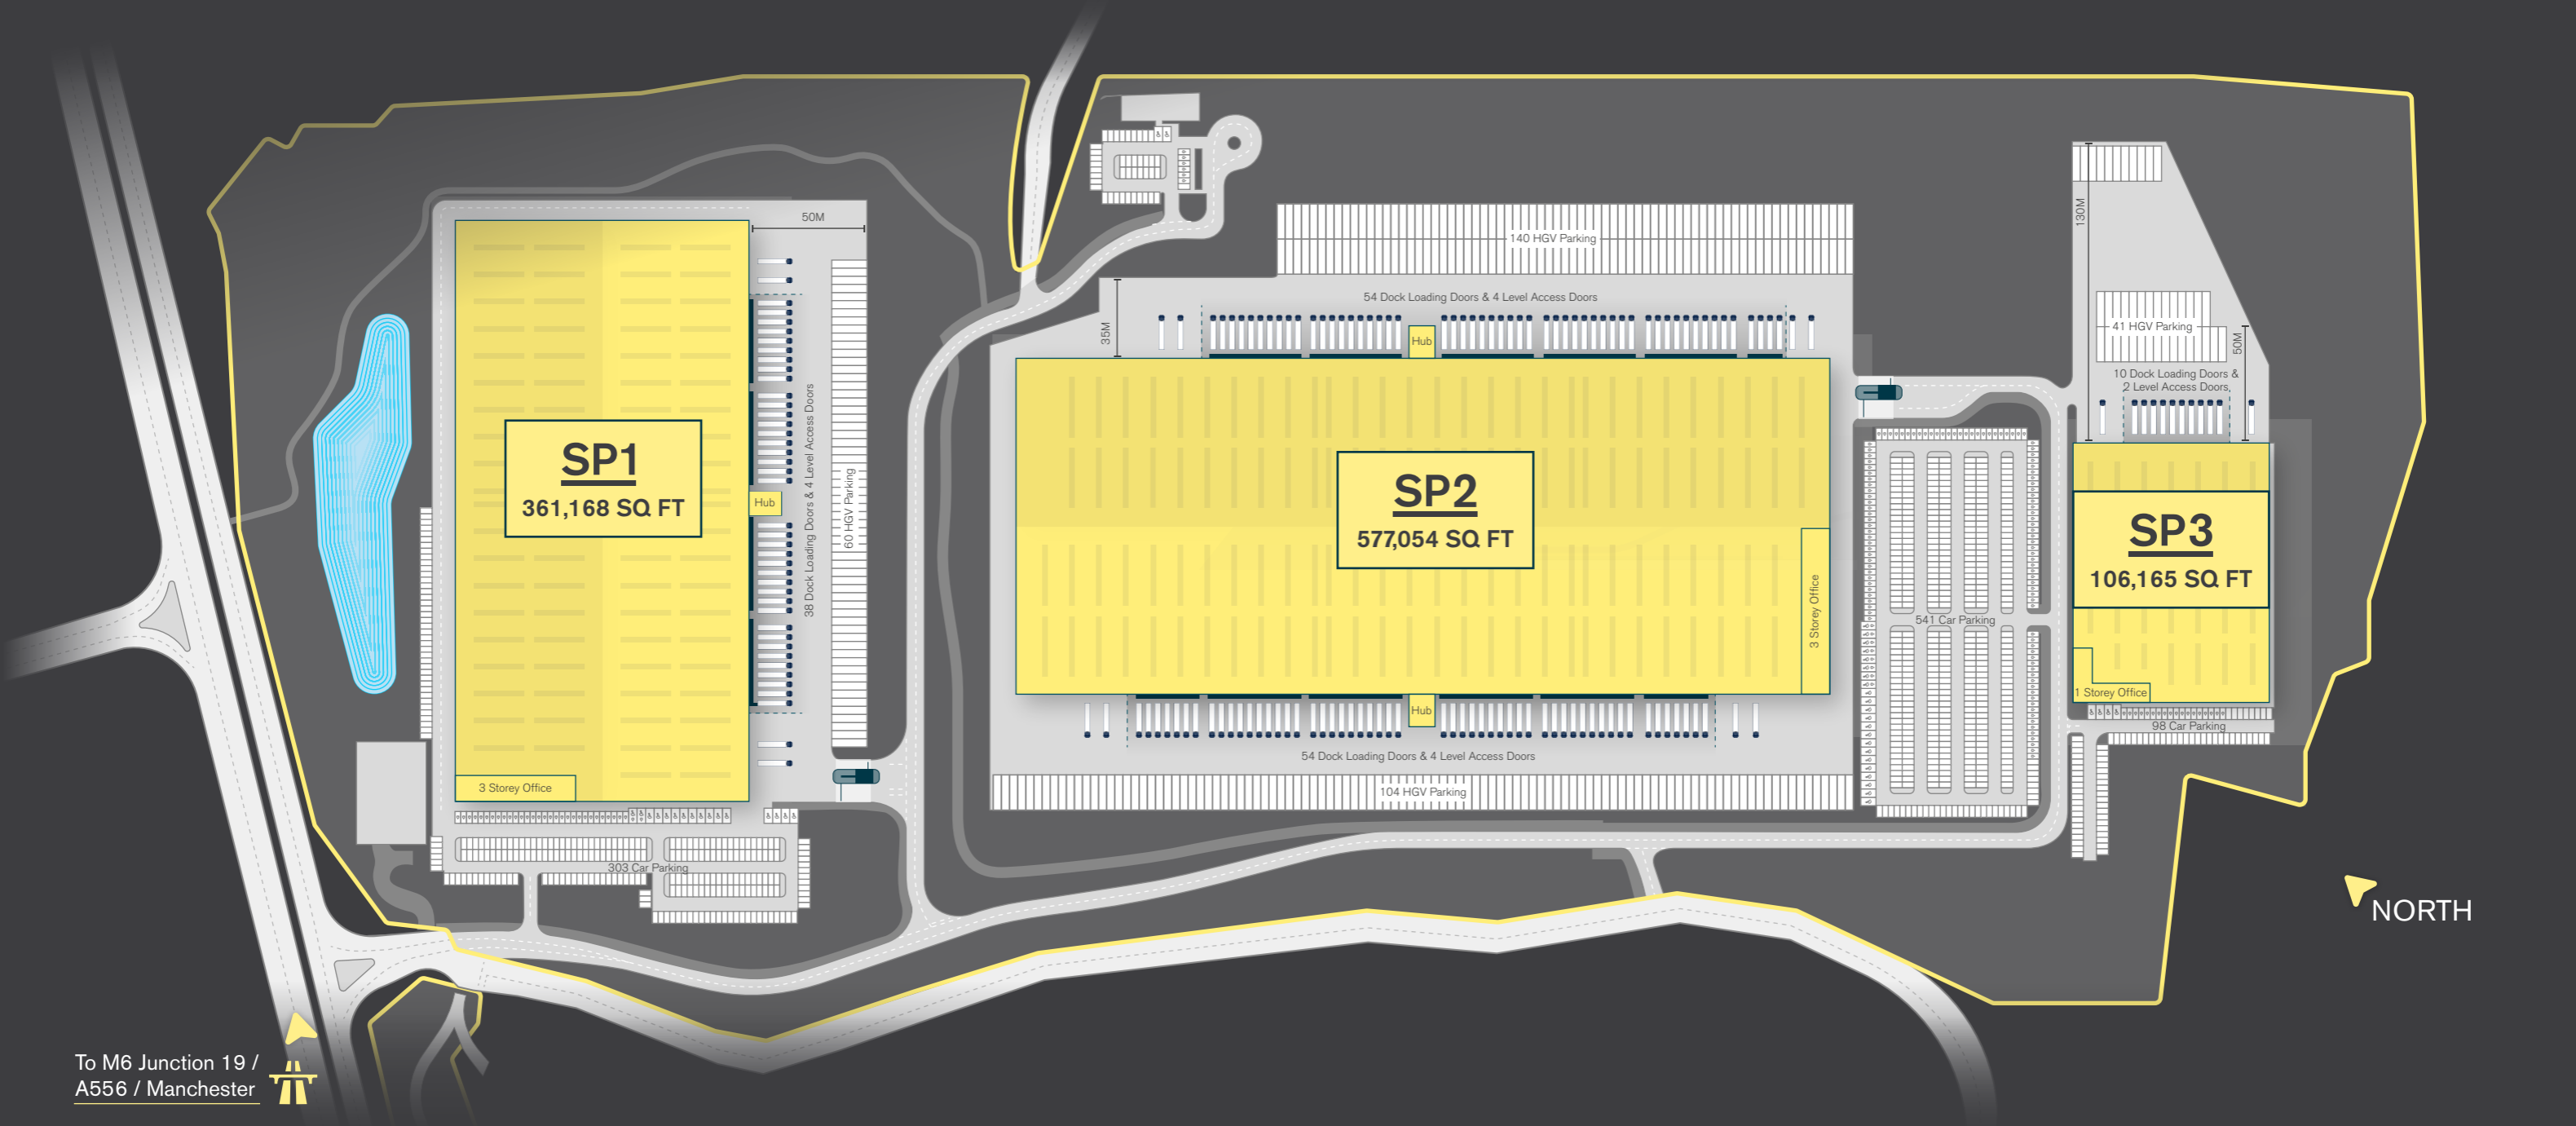 50M
SP1
361,168 SQ FT
Hub
38 Dock Loading Doors & 4 Level Access Doors
60 HGV Parking
3 Storey Office
303 Car Parking
140 HGV Parking
54 Dock Loading Doors & 4 Level Access Doors
35M
Hub
SP2
577,054 SQ FT
3 Storey Office
Hub
54 Dock Loading Doors & 4 Level Access Doors
104 HGV Parking
541 Car Parking
130M
41 HGV Parking
50M
10 Dock Loading Doors &
2 Level Access Doors
SP3
106,165 SQ FT
1 Storey Office
98 Car Parking
NORTH
To M6 Junction 19 /
A556 / Manchester